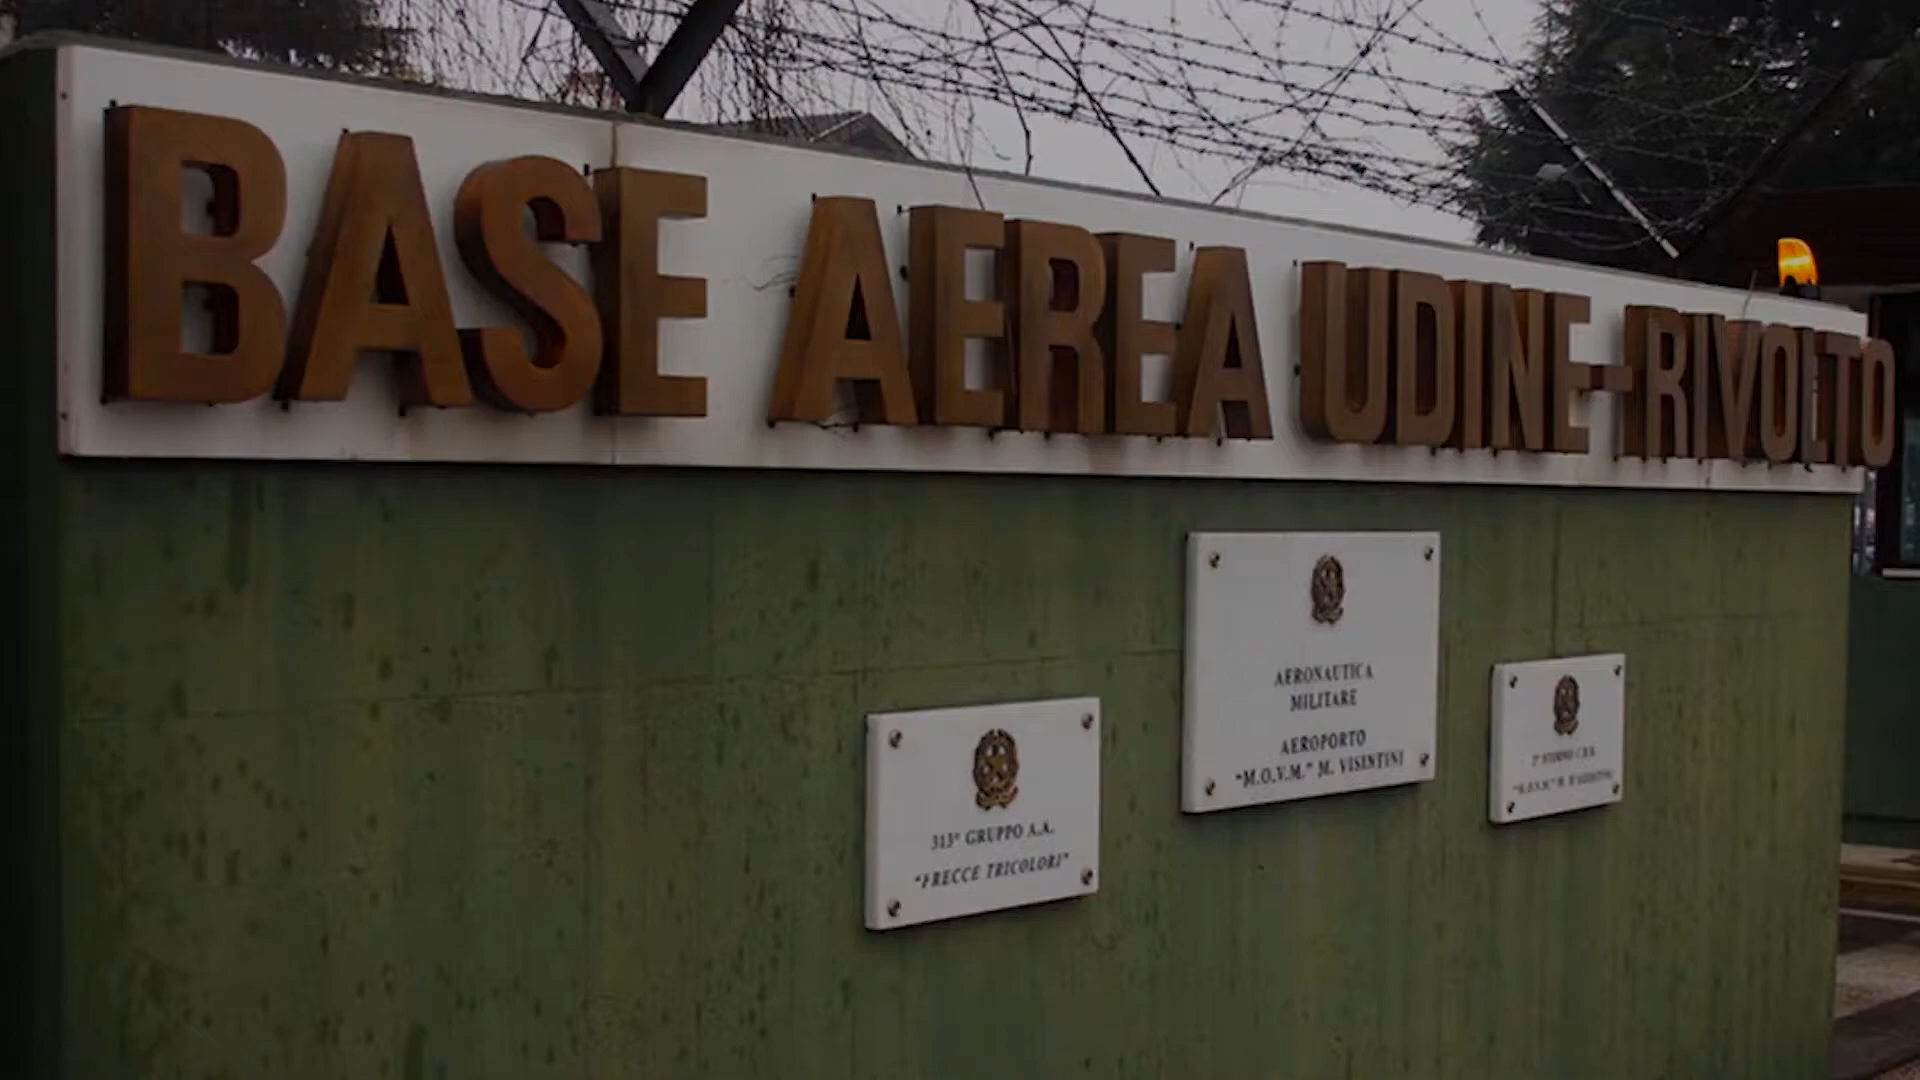 BASE AEREA UDINE-RIVOLTO
AERONAUTICA
MILITARE
AEROPORTO
"M.O.V.M." M. VISINTINI
313° GRUPPO A.A.
"FRECCE TRICOLORI"